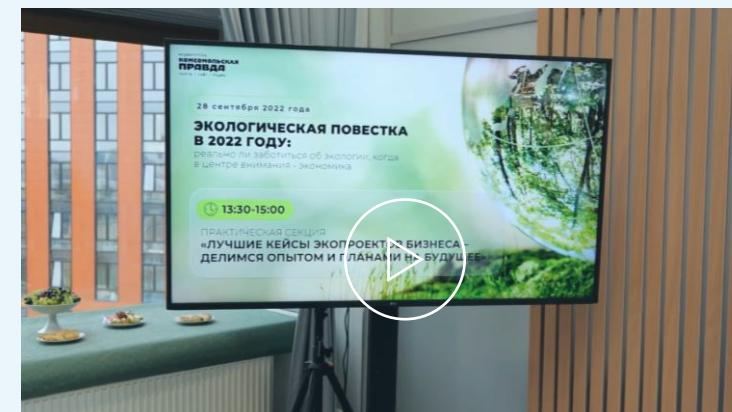 КОМСОМОЛЬСКАЯ
ПРАВДА
28 сентября 2022 года
ЭКОЛОГИЧЕСКАЯ ПОВЕСТКА
В 2022 ГОДУ:
реально ли заботиться об экологии, когда
в центре внимания - экономика
13:30-15:00
ПРАКТИЧЕСКАЯ СЕКЦИЯ
«ЛУЧШИЕ КЕЙСЫ ЭКОПРОЕКТОВ БИЗНЕСА –
ДЕЛИМСЯ ОПЫТОМ И ПЛАНАМИ НА БУДУЩЕЕ»